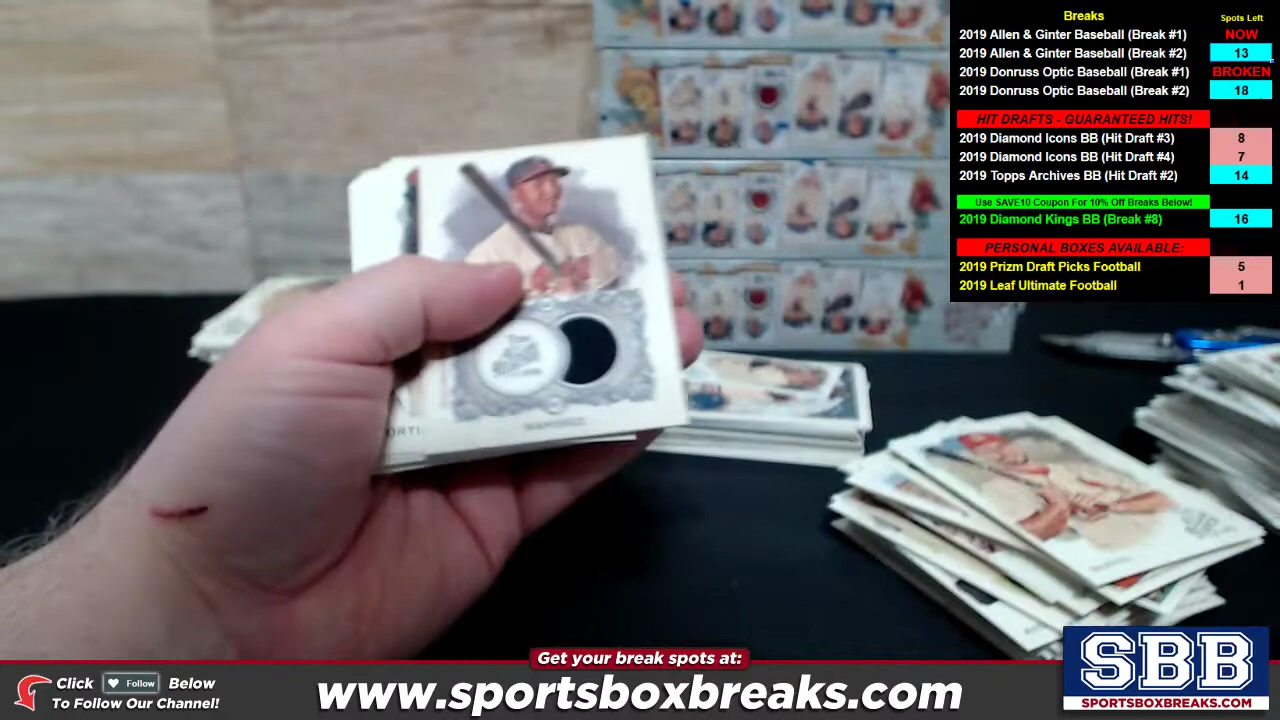 Breaks
Spots Left
2019 Allen & Ginter Baseball (Break #1) NOW
2019 Allen & Ginter Baseball (Break #2) 13
2019 Donruss Optic Baseball (Break #1) BROKEN
2019 Donruss Optic Baseball (Break #2) 18
HIT DRAFTS - GUARANTEED HITS!
2019 Diamond Icons BB (Hit Draft #3) 8
2019 Diamond Icons BB (Hit Draft #4) 7
2019 Topps Archives BB (Hit Draft #2) 14
Use SAVE10 Coupon For 10% Off Breaks Below!
2019 Diamond Kings BB (Break #8) 16
PERSONAL BOXES AVAILABLE:
2019 Prizm Draft Picks Football 5
2019 Leaf Ultimate Football 1
Get your break spots at:
Click Follow Below
To Follow Our Channel!
www.sportsboxbreaks.com
SBB
SPORTSBOXBREAKS.COM